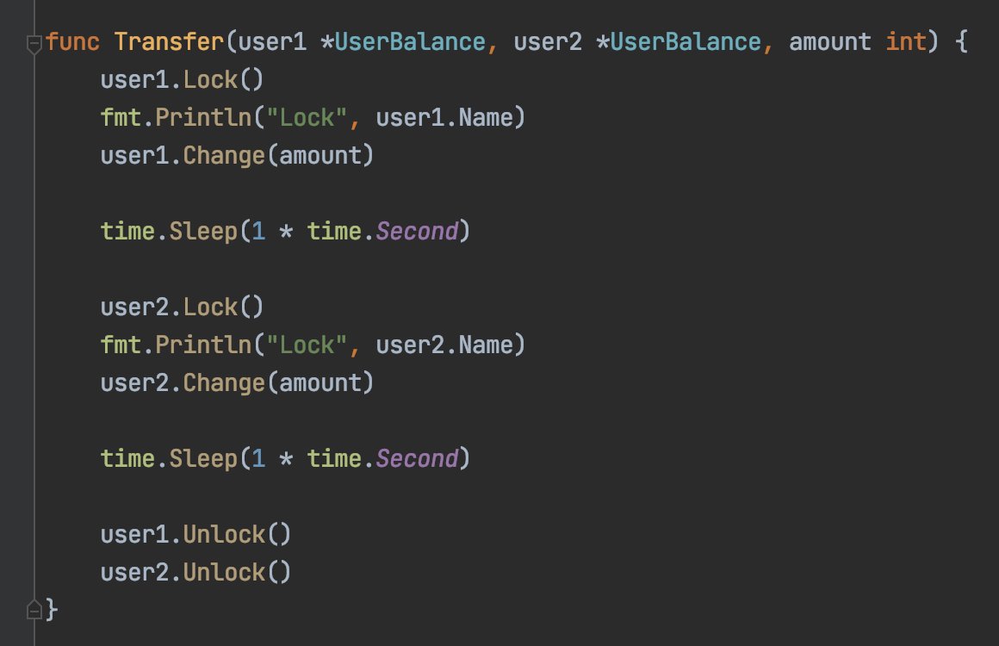 func Transfer(user1 *UserBalance, user2 *UserBalance, amount int) {
    user1.Lock()
    fmt.Println("Lock", user1.Name)
    user1.Change(amount)

    time.Sleep(1 * time.Second)

    user2.Lock()
    fmt.Println("Lock", user2.Name)
    user2.Change(amount)

    time.Sleep(1 * time.Second)

    user1.Unlock()
    user2.Unlock()
}